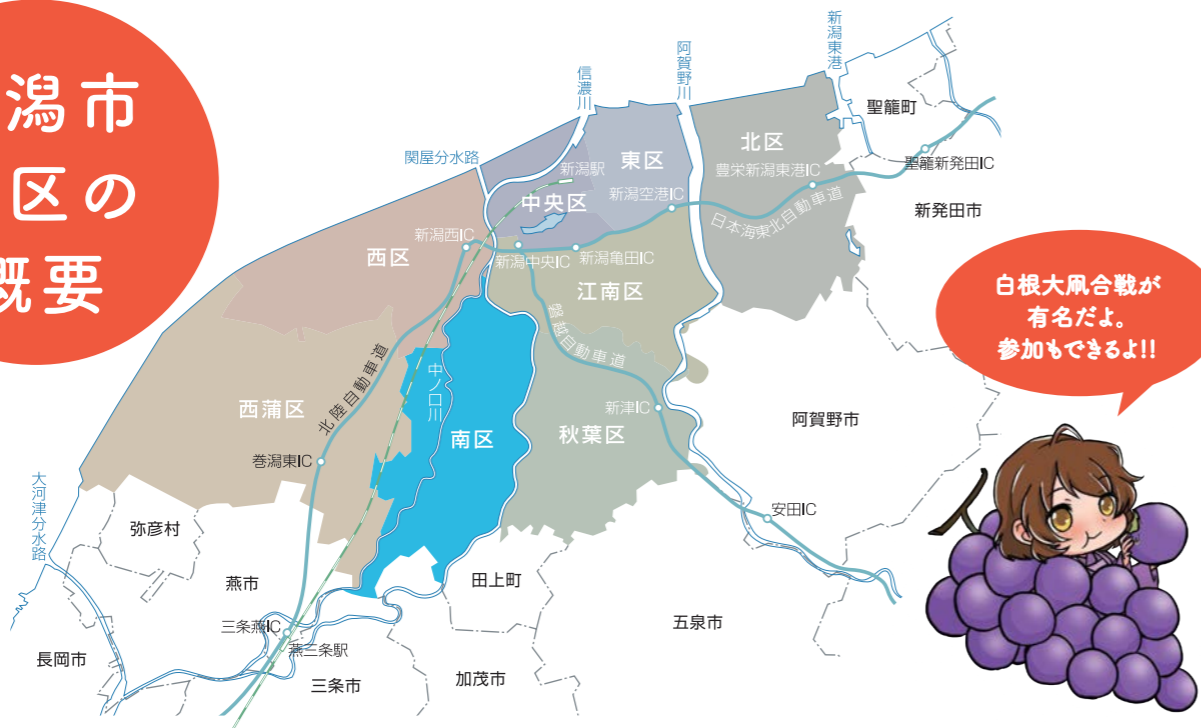 潟市
区の
概要
新潟東港
阿賀野川
信濃川
聖籠町
関屋分水路
北区
東区
聖籠新発田IC
新潟駅
豊栄新潟東港IC
新潟空港IC
中央区
新発田市
日本海東北自動車道
新潟西IC
西区
新潟中央IC
新潟亀田IC
江南区
白根大凧合戦が
有名だよ。
参加もできるよ!!
磐越自動車道
北陸自動車道
中ノ口川
西蒲区
新津IC
南区
秋葉区
阿賀野市
巻潟東IC
大河津分水路
安田IC
弥彦村
燕市
田上町
五泉市
三条燕IC
燕三条駅
長岡市
三条市
加茂市